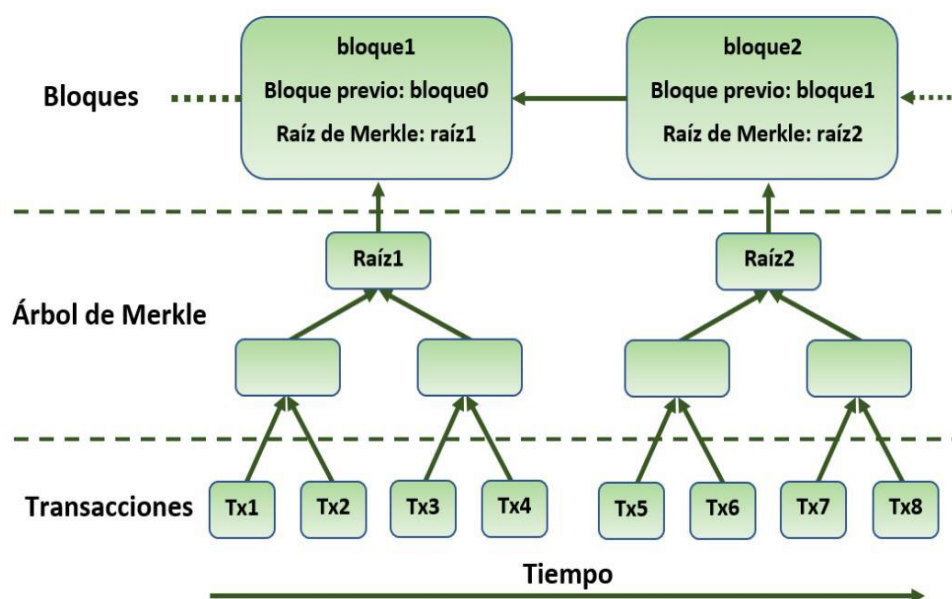 bloque1
Bloque previo: bloque0
Raíz de Merkle: raíz1
bloque2
Bloque previo: bloque1
Raíz de Merkle: raíz2
Bloques
Raíz1
Raíz2
Árbol de Merkle
Transacciones
Tx1
Tx2
Tx3
Tx4
Tx5
Tx6
Tx7
Tx8
Tiempo